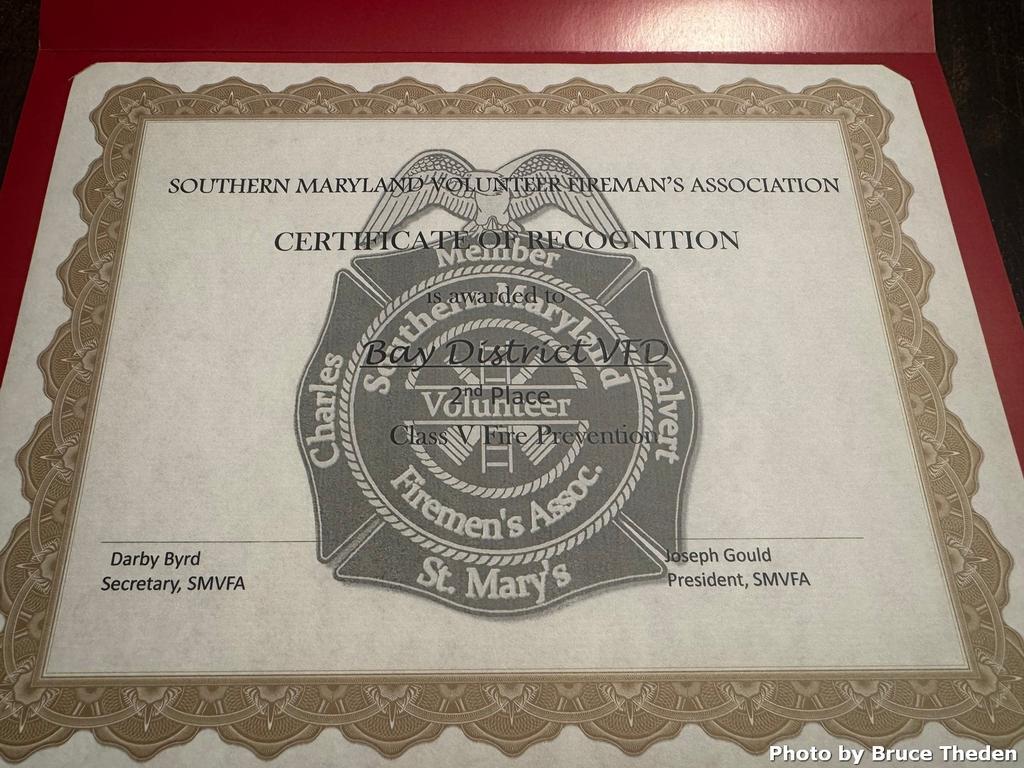 SOUTHERN MARYLAND VOLUNTEER FIREMAN'S ASSOCIATION
CERTIFICATE OF RECOGNITION
Member
is awarded to
Southern Maryland
Bay District VFD
Charles
Calvert
2nd Place
Volunteer
Class V Fire Prevention
Firemen's Assoc.
St. Mary's
Darby Byrd
Secretary, SMVFA
Joseph Gould
President, SMVFA
Photo by Bruce Theden